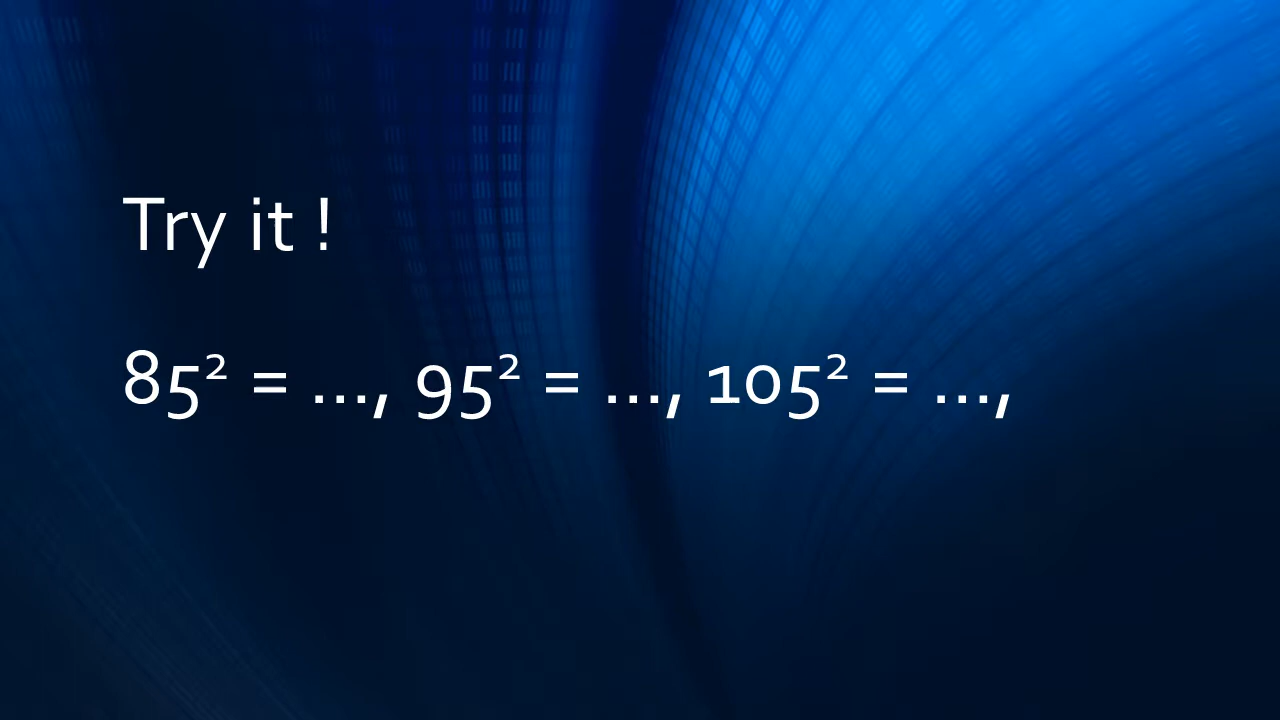 Try it !
85² = …, 95² = …, 105² = …,